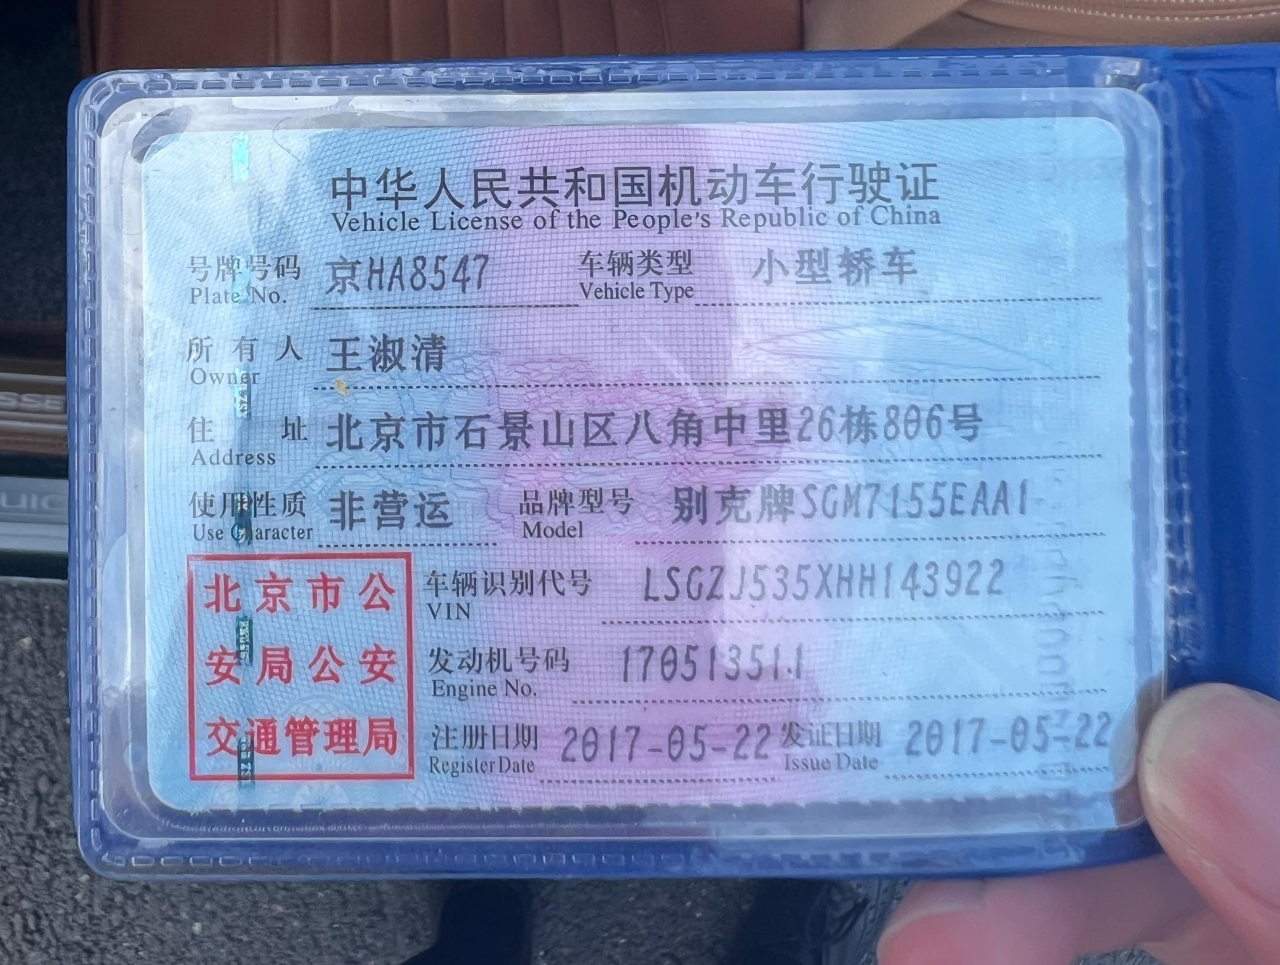 中华人民共和国机动车行驶证
Vehicle License of the People's Republic of China
号牌号码 京HA8547 车辆类型 小型轿车
Plate No. Vehicle Type
所有人 王淑清
Owner
住址 北京市石景山区八角中里26栋806号
Address
使用性质 非营运 品牌型号 别克牌SGM7155EAA1
Use Character Model
北京市公
安局公安
交通管理局
车辆识别代号 LSGZJ535XHH143922
VIN
发动机号码 170513511
Engine No.
注册日期 2017-05-22 发证日期 2017-05-22
Register Date Issue Date